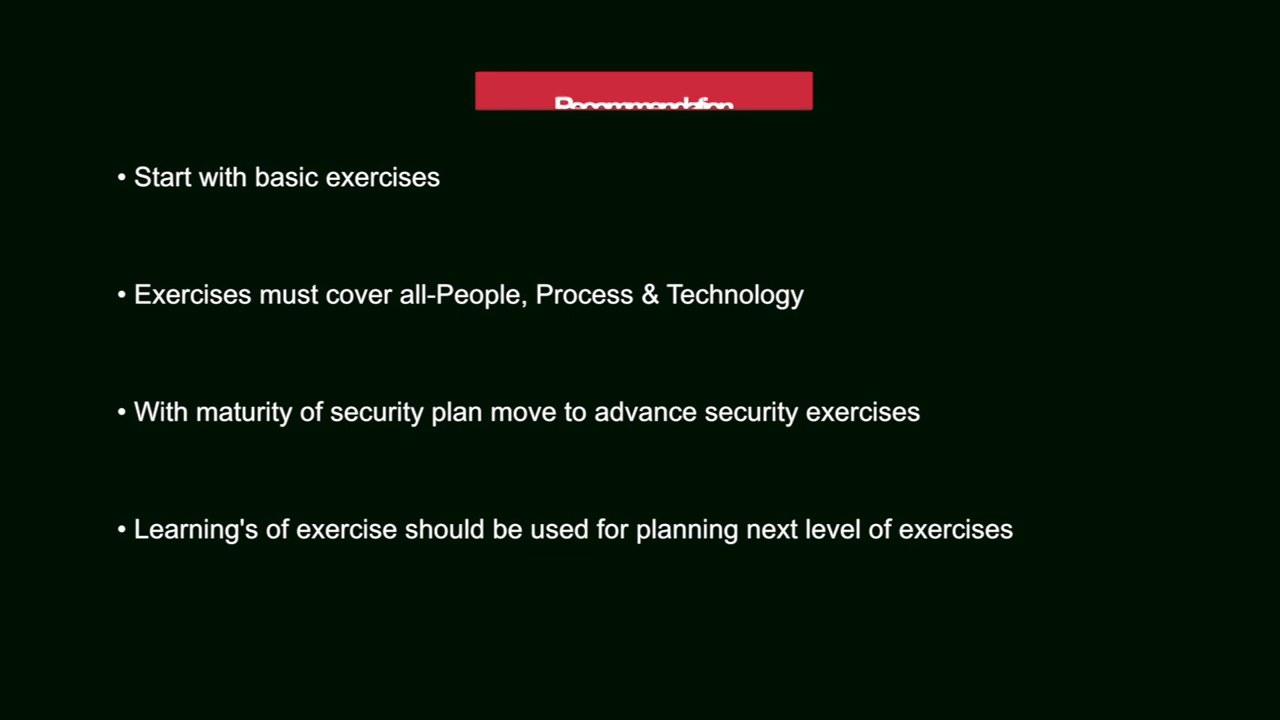 Recommendation
• Start with basic exercises
• Exercises must cover all-People, Process & Technology
• With maturity of security plan move to advance security exercises
• Learning's of exercise should be used for planning next level of exercises